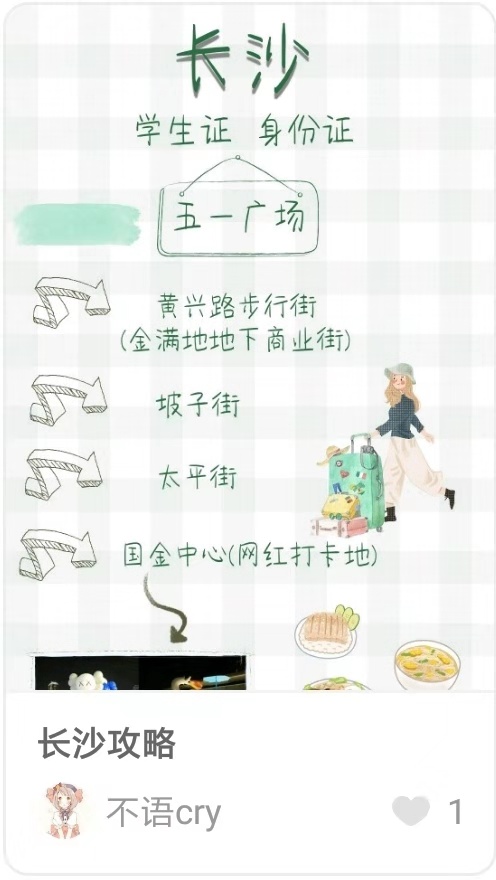 长沙
学生证 身份证
五一广场
黄兴路步行街
(金满地地下商业街)
坡子街
太平街
国金中心(网红打卡地)
长沙攻略
不语cry
1